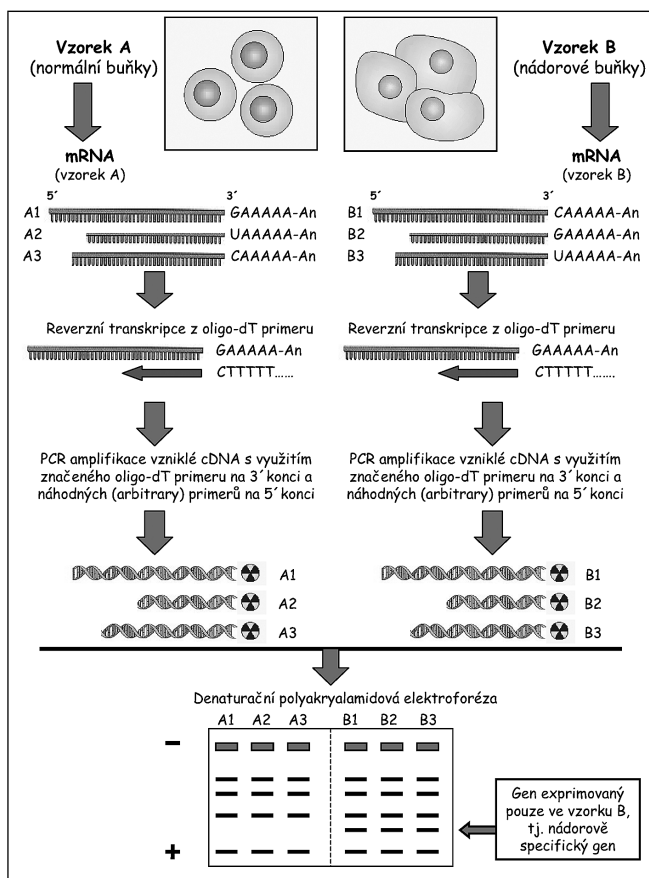 Vzorek A
(normální buňky)
Vzorek B
(nádorové buňky)
mRNA
(vzorek A)
mRNA
(vzorek B)
5´ 3´
A1 GAAAAA-An
A2 UAAAAA-An
A3 CAAAAA-An
5´ 3´
B1 CAAAAA-An
B2 GAAAAA-An
B3 UAAAAA-An
Reverzní transkripce z oligo-dT primeru
GAAAAA-An
CTTTTT......
Reverzní transkripce z oligo-dT primeru
GAAAAA-An
CTTTTT.......
PCR amplifikace vzniklé cDNA s využitím
značeného oligo-dT primeru na 3´konci a
náhodných (arbitrary) primerů na 5´konci
PCR amplifikace vzniklé cDNA s využitím
značeného oligo-dT primeru na 3´konci a
náhodných (arbitrary) primerů na 5´konci
A1
A2
A3
B1
B2
B3
Denaturační polyakryalamidová elektroforéza
A1 A2 A3 B1 B2 B3
–
+
Gen exprimovaný
pouze ve vzorku B,
tj. nádorově
specifický gen